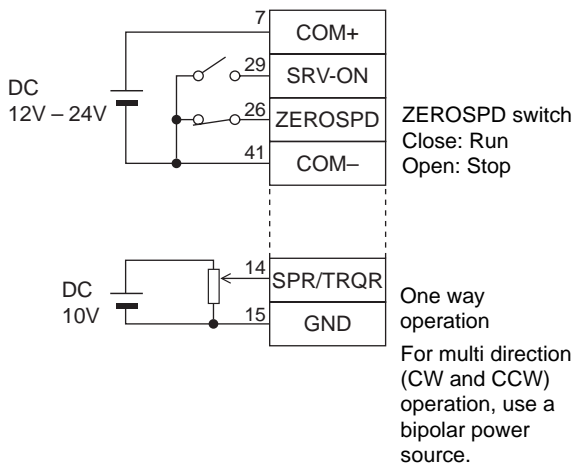 7
COM+
29
SRV-ON
DC
12V – 24V
26
ZEROSPD
ZEROSPD switch
Close: Run
Open: Stop
41
COM–
14
SPR/TRQR
DC
10V
15
GND
One way
operation
For multi direction
(CW and CCW)
operation, use a
bipolar power
source.